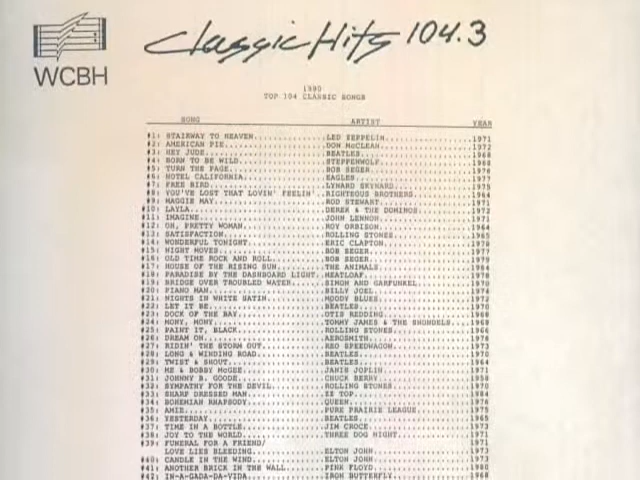 Classic Hits 104.3
WCBH
1990
TOP 104 CLASSIC SONGS
SONG ARTIST YEAR
#1: STAIRWAY TO HEAVEN LED ZEPPELIN 1971
#2: AMERICAN PIE DON McCLEAN 1972
#3: HEY JUDE BEATLES 1968
#4: BORN TO BE WILD STEPPENWOLF 1968
#5: TURN THE PAGE BOB SEGER 1976
#6: HOTEL CALIFORNIA EAGLES 1977
#7: FREE BIRD LYNARD SKYNARD 1975
#8: YOU'VE LOST THAT LOVIN' FEELIN' RIGHTEOUS BROTHERS 1964
#9: MAGGIE MAY ROD STEWART 1971
#10: LAYLA DEREK & THE DOMINOS 1972
#11: IMAGINE JOHN LENNON 1971
#12: OH, PRETTY WOMAN ROY ORBISON 1964
#13: SATISFACTION ROLLING STONES 1965
#14: WONDERFUL TONIGHT ERIC CLAPTON 1978
#15: NIGHT MOVES BOB SEGER 1977
#16: OLD TIME ROCK AND ROLL BOB SEGER 1979
#17: HOUSE OF THE RISING SUN THE ANIMALS 1964
#18: PARADISE BY THE DASHBOARD LIGHT MEATLOAF 1978
#19: BRIDGE OVER TROUBLED WATER SIMON AND GARFUNKEL 1970
#20: PIANO MAN BILLY JOEL 1974
#21: NIGHTS IN WHITE SATIN MOODY BLUES 1972
#22: LET IT BE BEATLES 1970
#23: DOCK OF THE BAY OTIS REDDING 1968
#24: MONY, MONY TOMMY JAMES & THE SHONDELS 1968
#25: PAINT IT, BLACK ROLLING STONES 1966
#26: DREAM ON AEROSMITH 1976
#27: RIDIN' THE STORM OUT REO SPEEDWAGON 1973
#28: LONG & WINDING ROAD BEATLES 1970
#29: TWIST & SHOUT BEATLES 1964
#30: ME & BOBBY McGEE JANIS JOPLIN 1971
#31: JOHNNY B. GOODE CHUCK BERRY 1958
#32: SYMPATHY FOR THE DEVIL ROLLING STONES 1970
#33: SHARP DRESSED MAN ZZ TOP 1984
#34: BOHEMIAN RHAPSODY QUEEN 1976
#35: AMIE PURE PRAIRIE LEAGUE 1975
#36: YESTERDAY BEATLES 1965
#37: TIME IN A BOTTLE JIM CROCE 1973
#38: JOY TO THE WORLD THREE DOG NIGHT 1971
#39: FUNERAL FOR A FRIEND/ 1971
LOVE LIES BLEEDING ELTON JOHN 1973
#40: CANDLE IN THE WIND ELTON JOHN 1973
#41: ANOTHER BRICK IN THE WALL PINK FLOYD 1980
#42: IN-A-GADA-DA-VIDA IRON BUTTERFLY 1968